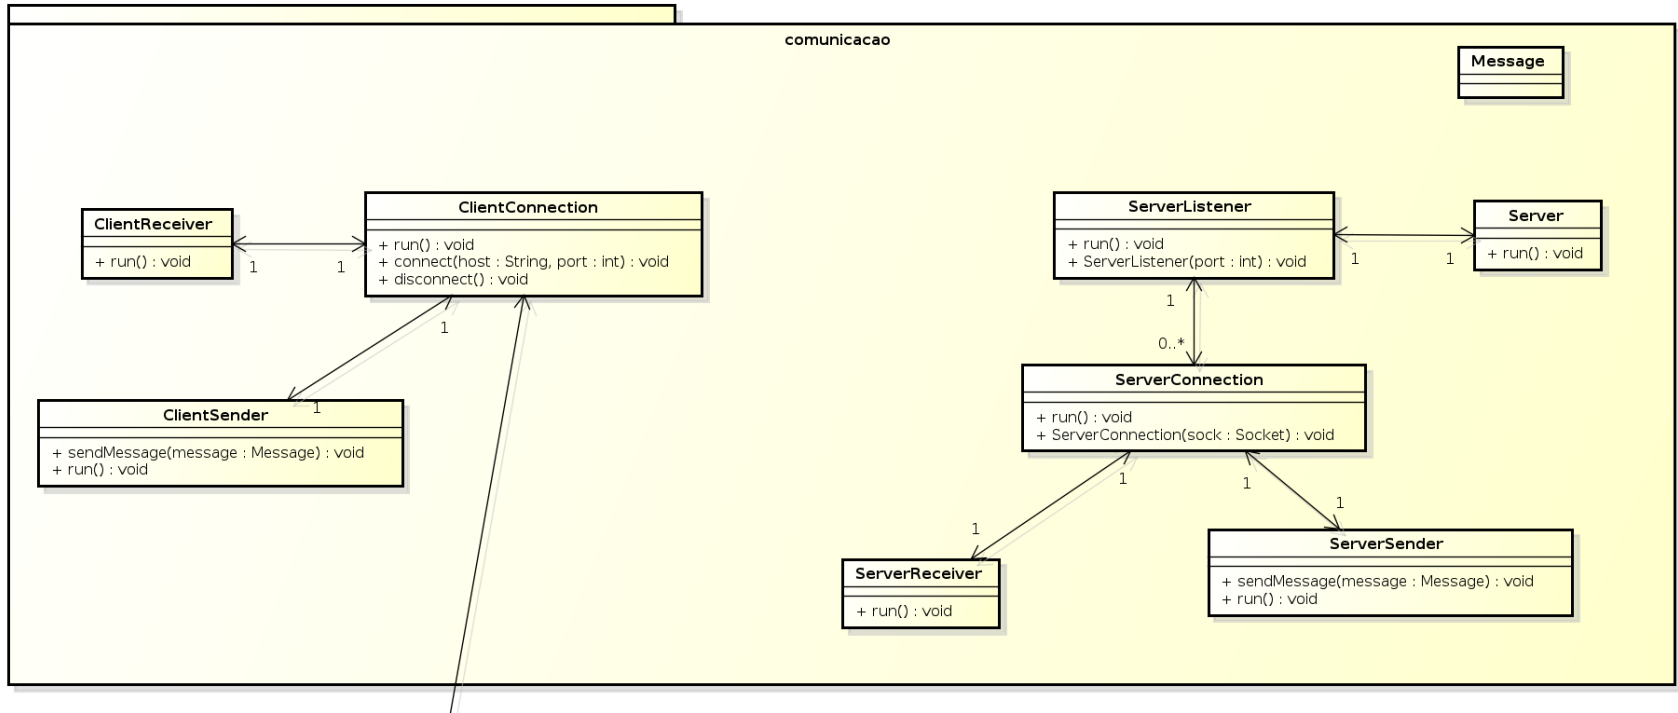 comunicacao
Message
ClientReceiver
+ run() : void
1
1
ClientConnection
+ run() : void
+ connect(host : String, port : int) : void
+ disconnect() : void
1
1
ClientSender
+ sendMessage(message : Message) : void
+ run() : void
ServerListener
+ run() : void
+ ServerListener(port : int) : void
1
1
Server
+ run() : void
1
0..*
ServerConnection
+ run() : void
+ ServerConnection(sock : Socket) : void
1
1
ServerReceiver
+ run() : void
1
1
ServerSender
+ sendMessage(message : Message) : void
+ run() : void